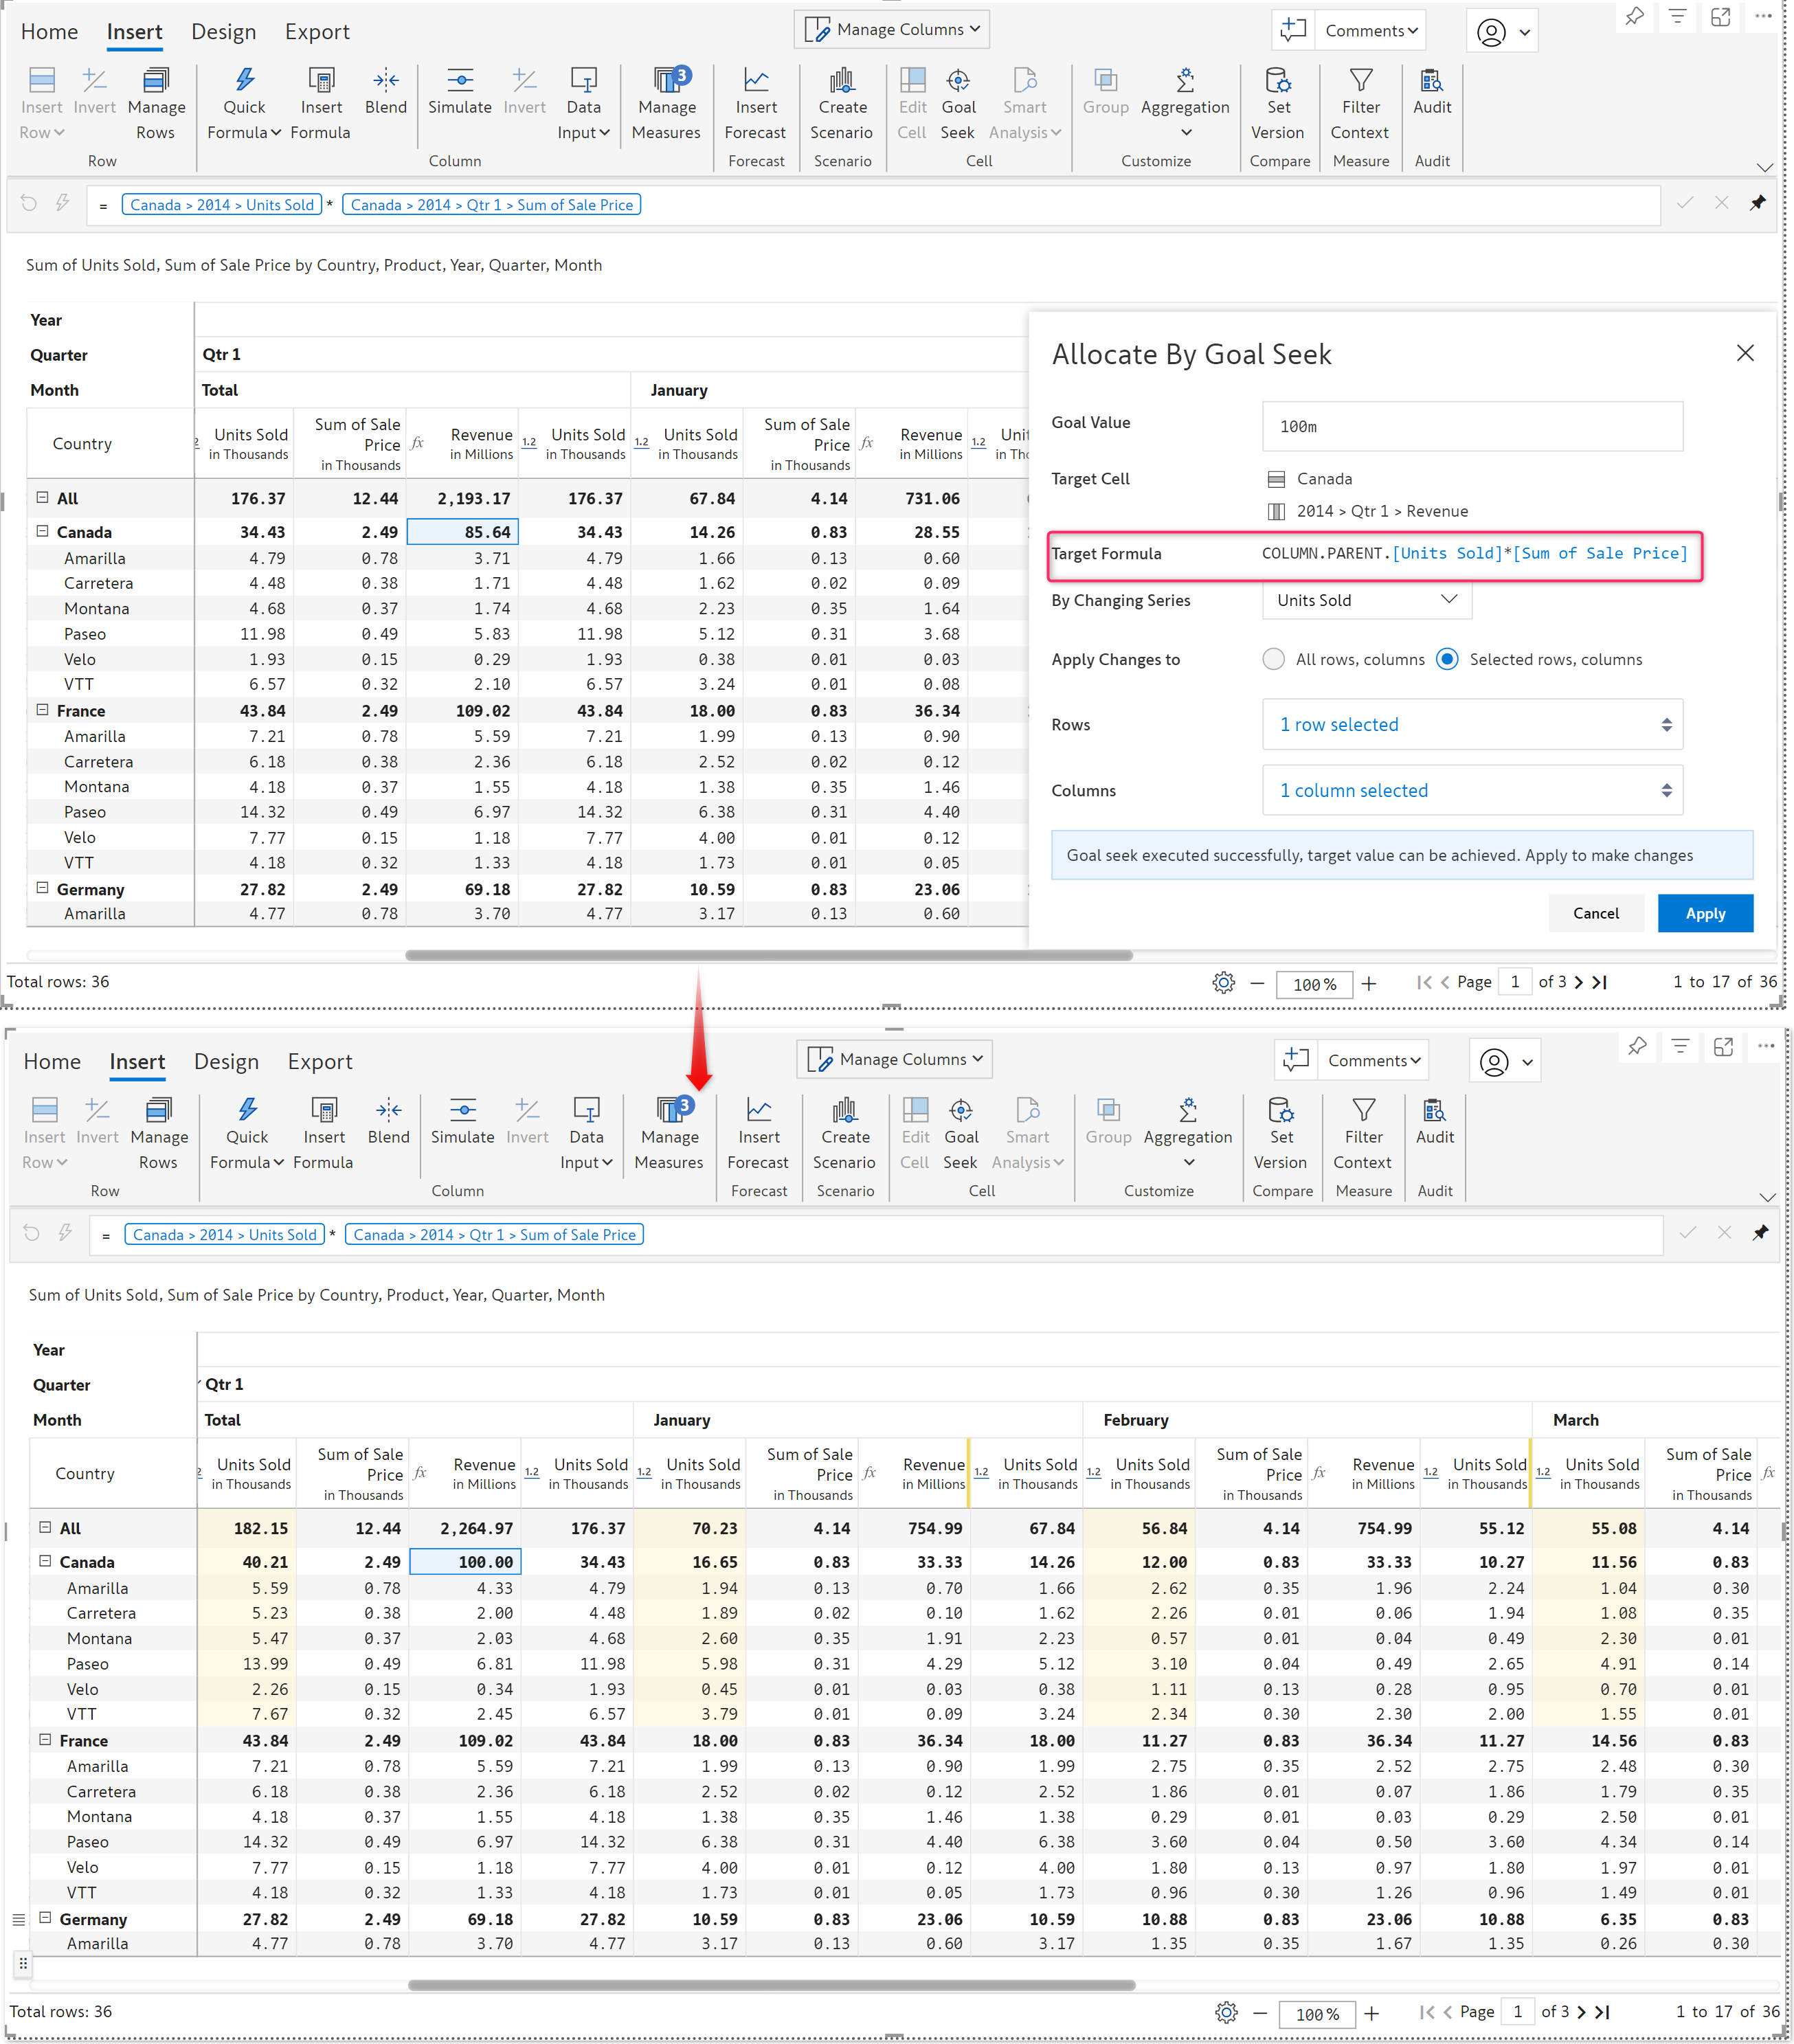 Home Insert Design Export Manage Columns Comments
Insert Row Invert Manage Rows Quick Formula Insert Formula Blend Simulate Invert Data Input Manage Measures 3 Insert Forecast Create Scenario Edit Cell Goal Seek Smart Analysis Group Aggregation Set Version Filter Context Audit
Row Column Forecast Scenario Cell Customize Compare Measure Audit
= Canada > 2014 > Units Sold * Canada > 2014 > Qtr 1 > Sum of Sale Price
Sum of Units Sold, Sum of Sale Price by Country, Product, Year, Quarter, Month
Year
Quarter Qtr 1
Month Total January
Country Units Sold in Thousands Sum of Sale Price in Thousands fx Revenue in Millions 1.2 Units Sold in Thousands 1.2 Units Sold in Thousands Sum of Sale Price in Thousands fx Revenue in Millions 1.2
All 176.37 12.44 2,193.17 176.37 67.84 4.14 731.06
Canada 34.43 2.49 85.64 34.43 14.26 0.83 28.55
Amarilla 4.79 0.78 3.71 4.79 1.66 0.13 0.60
Carretera 4.48 0.38 1.71 4.48 1.62 0.02 0.09
Montana 4.68 0.37 1.74 4.68 2.23 0.35 1.64
Paseo 11.98 0.49 5.83 11.98 5.12 0.31 3.68
Velo 1.93 0.15 0.29 1.93 0.38 0.01 0.03
VTT 6.57 0.32 2.10 6.57 3.24 0.01 0.08
France 43.84 2.49 109.02 43.84 18.00 0.83 36.34
Amarilla 7.21 0.78 5.59 7.21 1.99 0.13 0.90
Carretera 6.18 0.38 2.36 6.18 2.52 0.02 0.12
Montana 4.18 0.37 1.55 4.18 1.38 0.35 1.46
Paseo 14.32 0.49 6.97 14.32 6.38 0.31 4.40
Velo 7.77 0.15 1.18 7.77 4.00 0.01 0.12
VTT 4.18 0.32 1.33 4.18 1.73 0.01 0.05
Germany 27.82 2.49 69.18 27.82 10.59 0.83 23.06
Amarilla 4.77 0.78 3.70 4.77 3.17 0.13 0.60
Allocate By Goal Seek
Goal Value 100m
Target Cell Canada
2014 > Qtr 1 > Revenue
Target Formula COLUMN.PARENT.[Units Sold]*[Sum of Sale Price]
By Changing Series Units Sold
Apply Changes to All rows, columns Selected rows, columns
Rows 1 row selected
Columns 1 column selected
Goal seek executed successfully, target value can be achieved. Apply to make changes
Cancel Apply
Total rows: 36 100 % Page 1 of 3 1 to 17 of 36
Home Insert Design Export Manage Columns Comments
Insert Row Invert Manage Rows Quick Formula Insert Formula Blend Simulate Invert Data Input Manage Measures 3 Insert Forecast Create Scenario Edit Cell Goal Seek Smart Analysis Group Aggregation Set Version Filter Context Audit
Row Column Forecast Scenario Cell Customize Compare Measure Audit
= Canada > 2014 > Units Sold * Canada > 2014 > Qtr 1 > Sum of Sale Price
Sum of Units Sold, Sum of Sale Price by Country, Product, Year, Quarter, Month
Year
Quarter Qtr 1
Month Total January February March
Country Units Sold in Thousands Sum of Sale Price in Thousands fx Revenue in Millions 1.2 Units Sold in Thousands 1.2 Units Sold in Thousands Sum of Sale Price in Thousands fx Revenue in Millions 1.2 Units Sold in Thousands 1.2 Units Sold in Thousands Sum of Sale Price in Thousands fx Revenue in Millions 1.2 Units Sold in Thousands 1.2 Units Sold in Thousands Sum of Sale Price in Thousands fx
All 182.15 12.44 2,264.97 176.37 70.23 4.14 754.99 67.84 56.84 4.14 754.99 55.12 55.08 4.14
Canada 40.21 2.49 100.00 34.43 16.65 0.83 33.33 14.26 12.00 0.83 33.33 10.27 11.56 0.83
Amarilla 5.59 0.78 4.33 4.79 1.94 0.13 0.70 1.66 2.62 0.35 1.96 2.24 1.04 0.30
Carretera 5.23 0.38 2.00 4.48 1.89 0.02 0.10 1.62 2.26 0.01 0.06 1.94 1.08 0.35
Montana 5.47 0.37 2.03 4.68 2.60 0.35 1.91 2.23 0.57 0.01 0.04 0.49 2.30 0.01
Paseo 13.99 0.49 6.81 11.98 5.98 0.31 4.29 5.12 3.10 0.04 0.49 2.65 4.91 0.14
Velo 2.26 0.15 0.34 1.93 0.45 0.01 0.03 0.38 1.11 0.13 0.28 0.95 0.70 0.01
VTT 7.67 0.32 2.45 6.57 3.79 0.01 0.09 3.24 2.34 0.30 2.30 2.00 1.55 0.01
France 43.84 2.49 109.02 43.84 18.00 0.83 36.34 18.00 11.27 0.83 36.34 11.27 14.56 0.83
Amarilla 7.21 0.78 5.59 7.21 1.99 0.13 0.90 1.99 2.75 0.35 2.52 2.75 2.48 0.30
Carretera 6.18 0.38 2.36 6.18 2.52 0.02 0.12 2.52 1.86 0.01 0.07 1.86 1.79 0.35
Montana 4.18 0.37 1.55 4.18 1.38 0.35 1.46 1.38 0.29 0.01 0.03 0.29 2.50 0.01
Paseo 14.32 0.49 6.97 14.32 6.38 0.31 4.40 6.38 3.60 0.04 0.50 3.60 4.34 0.14
Velo 7.77 0.15 1.18 7.77 4.00 0.01 0.12 4.00 1.80 0.13 0.97 1.80 1.97 0.01
VTT 4.18 0.32 1.33 4.18 1.73 0.01 0.05 1.73 0.96 0.30 1.26 0.96 1.49 0.01
Germany 27.82 2.49 69.18 27.82 10.59 0.83 23.06 10.59 10.88 0.83 23.06 10.88 6.35 0.83
Amarilla 4.77 0.78 3.70 4.77 3.17 0.13 0.60 3.17 1.35 0.35 1.67 1.35 0.26 0.30
Total rows: 36 100 % Page 1 of 3 1 to 17 of 36